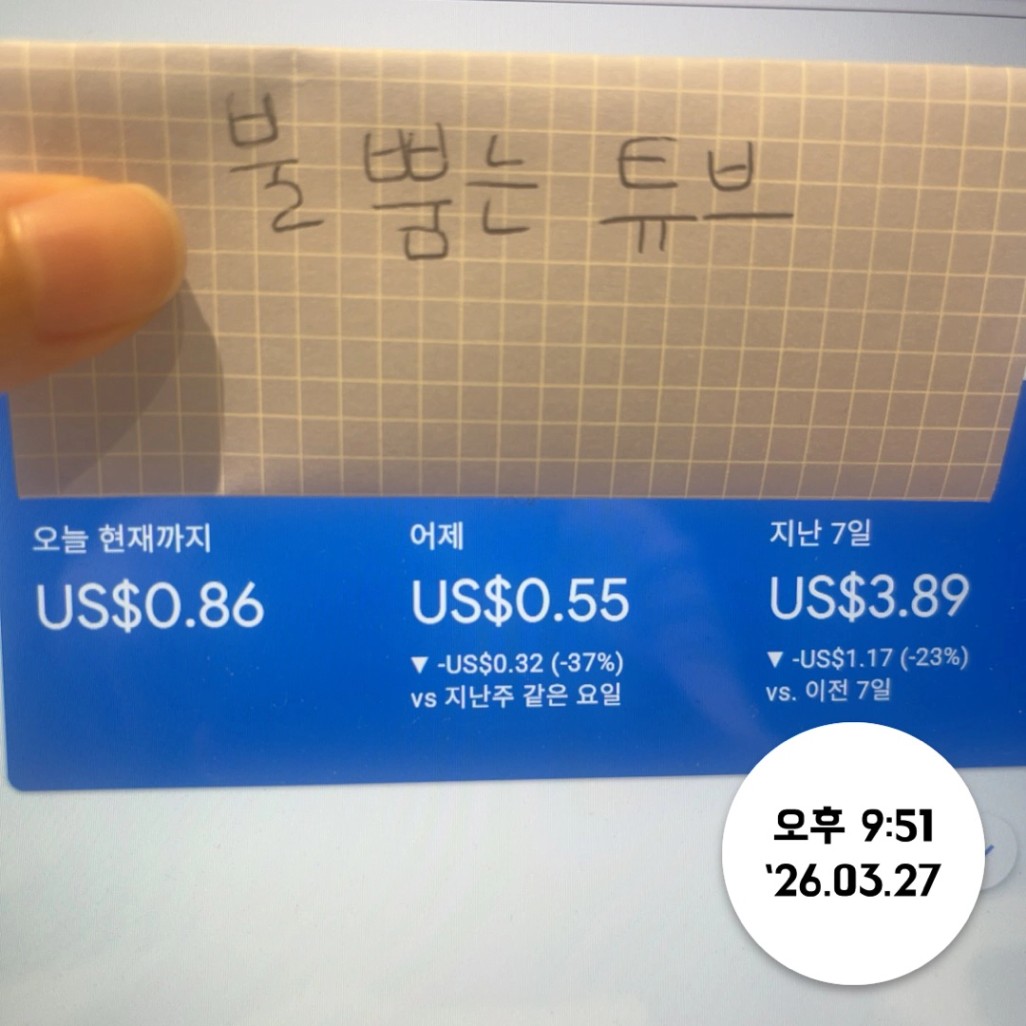 불 뿜는 튜브
오늘 현재까지
US$0.86
어제
US$0.55
▼ -US$0.32 (-37%)
vs 지난주 같은 요일
지난 7일
US$3.89
▼ -US$1.17 (-23%)
vs. 이전 7일
오후 9:51
‘26.03.27